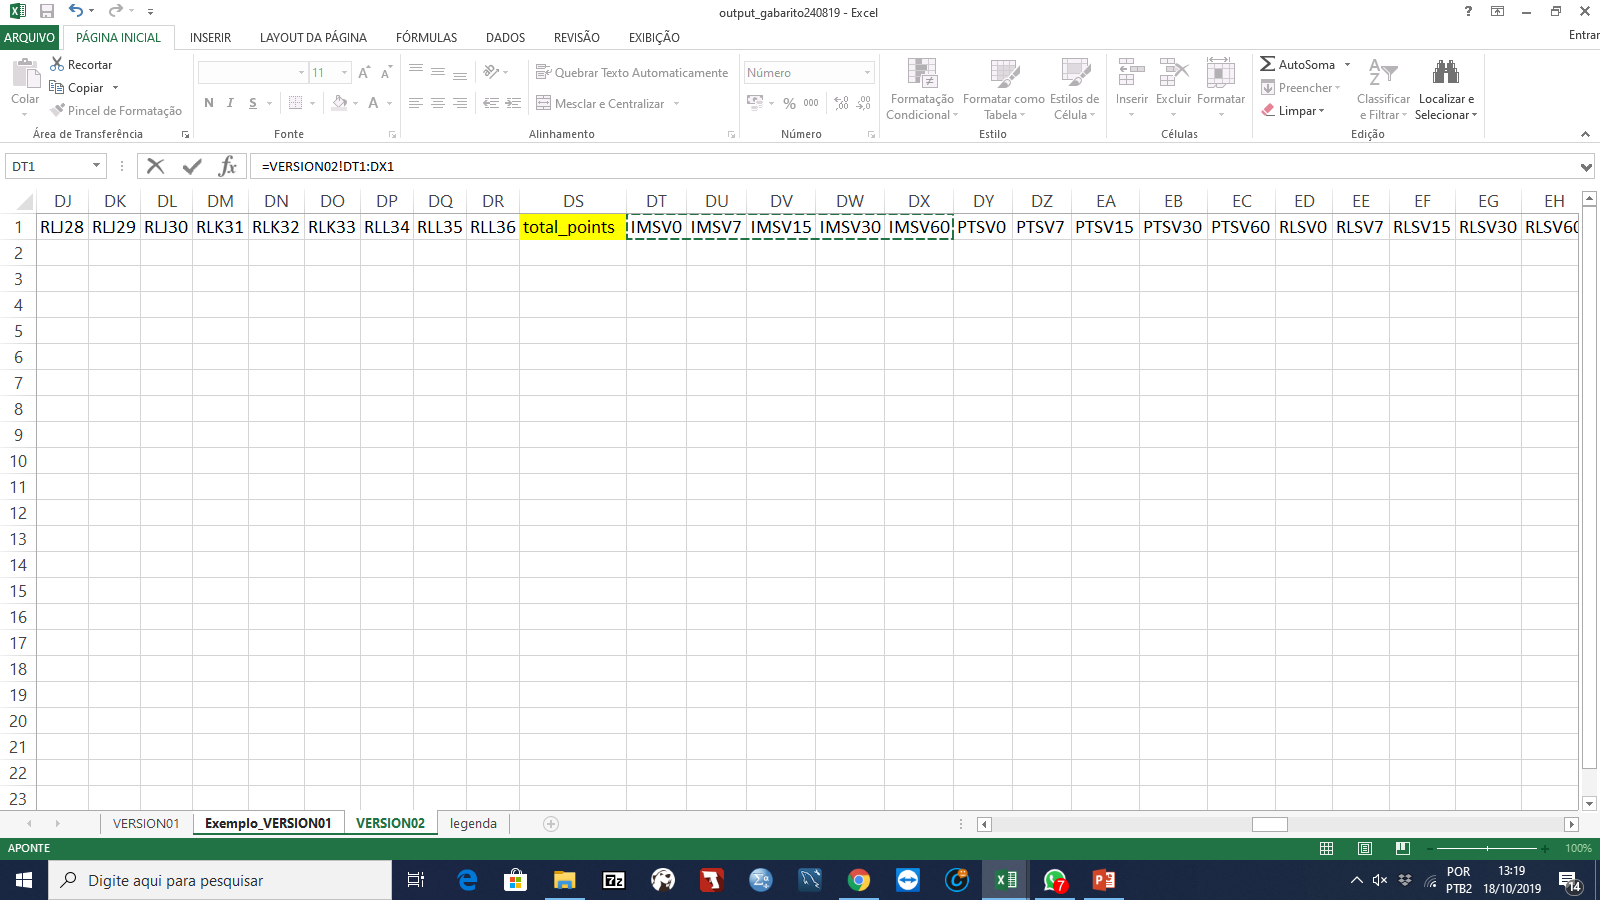 output_gabarito240819 - Excel
?
ARQUIVO PÁGINA INICIAL INSERIR LAYOUT DA PÁGINA FÓRMULAS DADOS REVISÃO EXIBIÇÃO Entrar
Colar
Recortar
Copiar
Pincel de Formatação
Área de Transferência
11
N I S
Fonte
Quebrar Texto Automaticamente
Mesclar e Centralizar
Alinhamento
Número
% 000
Número
Formatação Condicional
Formatar como Tabela
Estilos de Célula
Estilo
Inserir Excluir Formatar
Células
AutoSoma
Preencher
Limpar
Classificar e Filtrar
Localizar e Selecionar
Edição
DT1 fx =VERSION02!DT1:DX1
DJ DK DL DM DN DO DP DQ DR DS DT DU DV DW DX DY DZ EA EB EC ED EE EF EG EH
1 RLJ28 RLJ29 RLJ30 RLK31 RLK32 RLK33 RLL34 RLL35 RLL36 total_points IMSV0 IMSV7 IMSV15 IMSV30 IMSV60 PTSV0 PTSV7 PTSV15 PTSV30 PTSV60 RLSV0 RLSV7 RLSV15 RLSV30 RLSV60
2
3
4
5
6
7
8
9
10
11
12
13
14
15
16
17
18
19
20
21
22
23
VERSION01 Exemplo_VERSION01 VERSION02 legenda
APONTE 100%
Digite aqui para pesquisar
7z
7
POR
PTB2
13:19
18/10/2019
14